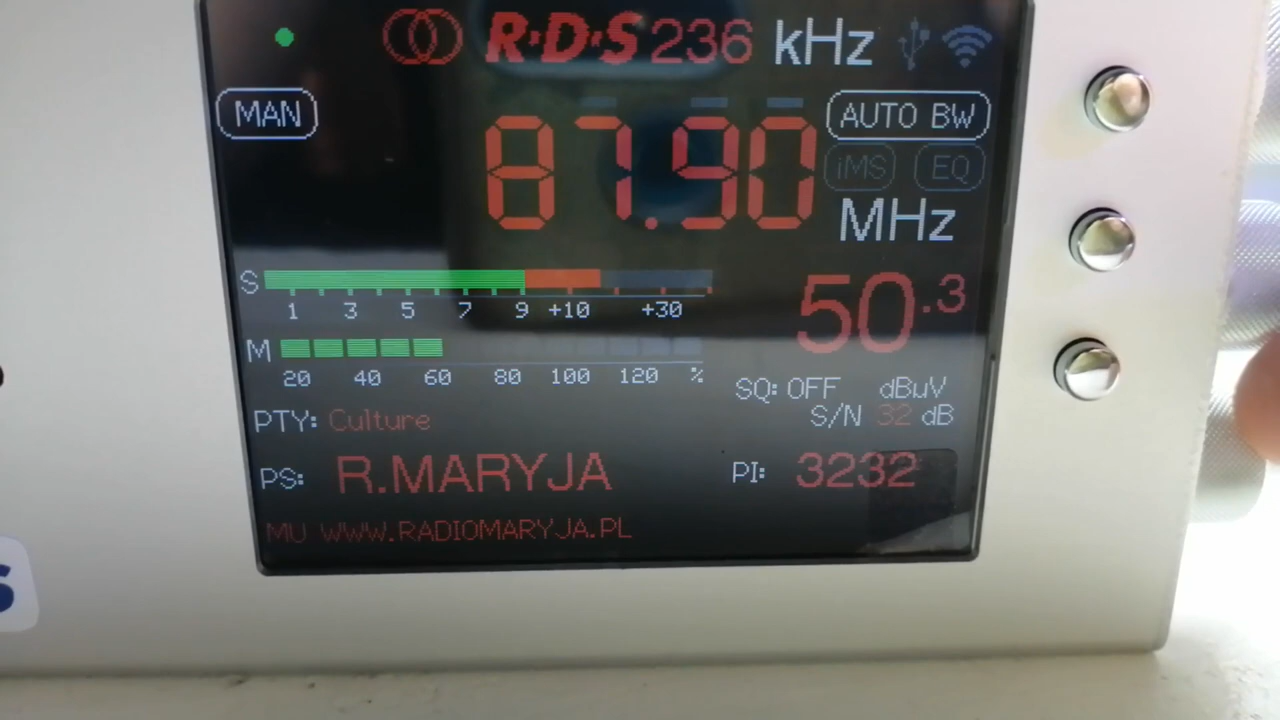 R·D·S 236 kHz
MAN
AUTO BW
87.90
iMS EQ
MHz
S
1 3 5 7 9 +10 +30
50.3
M
20 40 60 80 100 120 %
SQ: OFF dBuV
S/N 32 dB
PTY: Culture
PS: R.MARYJA PI: 3232
MU WWW.RADIOMARYJA.PL
S